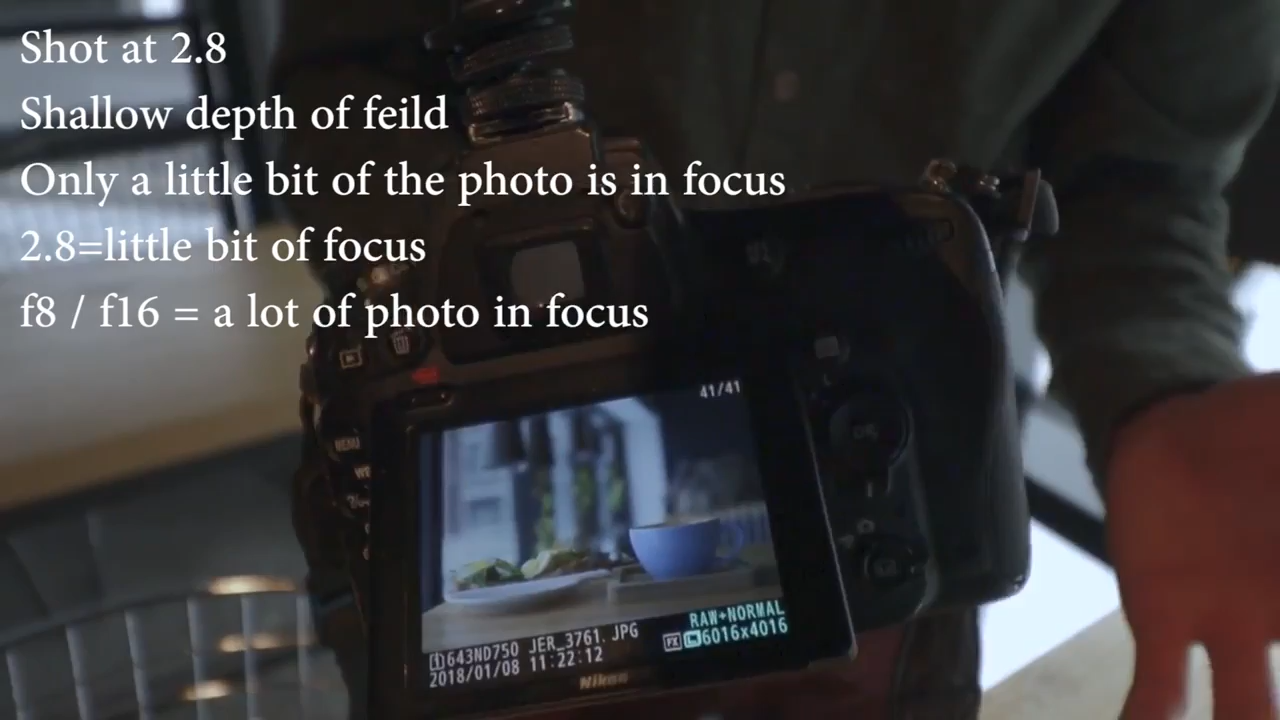 Shot at 2.8
Shallow depth of feild
Only a little bit of the photo is in focus
2.8=little bit of focus
f8 / f16 = a lot of photo in focus
41/41
MENU
RAW+NORMAL
FX L 6016x4016
643ND750 JER_3761.JPG
2018/01/08 11:22:12
Nikon